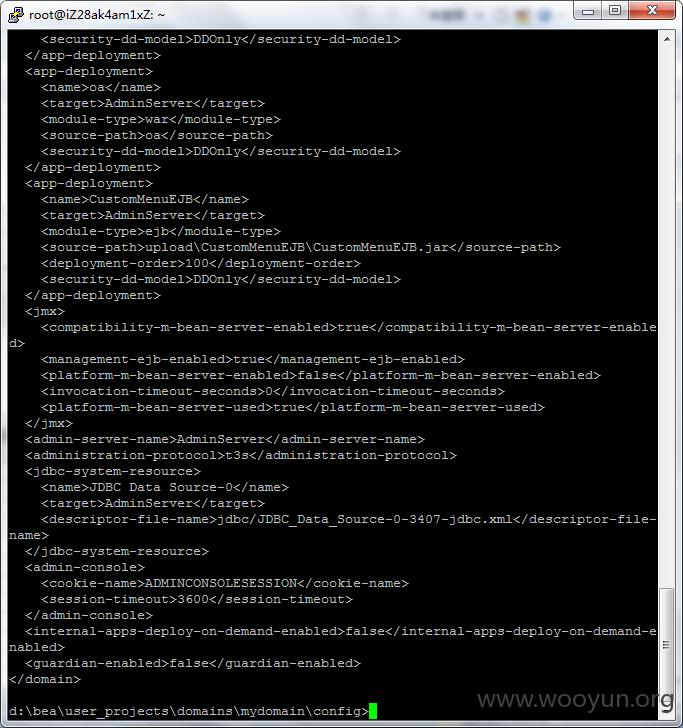 root@iZ28ak4am1xZ: ~
<security-dd-model>DDOnly</security-dd-model>
</app-deployment>
<app-deployment>
<name>oa</name>
<target>AdminServer</target>
<module-type>war</module-type>
<source-path>oa</source-path>
<security-dd-model>DDOnly</security-dd-model>
</app-deployment>
<app-deployment>
<name>CustomMenuEJB</name>
<target>AdminServer</target>
<module-type>ejb</module-type>
<source-path>upload\CustomMenuEJB\CustomMenuEJB.jar</source-path>
<deployment-order>100</deployment-order>
<security-dd-model>DDOnly</security-dd-model>
</app-deployment>
<jmx>
<compatibility-m-bean-server-enabled>true</compatibility-m-bean-server-enable
d>
<management-ejb-enabled>true</management-ejb-enabled>
<platform-m-bean-server-enabled>false</platform-m-bean-server-enabled>
<invocation-timeout-seconds>0</invocation-timeout-seconds>
<platform-m-bean-server-used>true</platform-m-bean-server-used>
</jmx>
<admin-server-name>AdminServer</admin-server-name>
<administration-protocol>t3s</administration-protocol>
<jdbc-system-resource>
<name>JDBC Data Source-0</name>
<target>AdminServer</target>
<descriptor-file-name>jdbc/JDBC_Data_Source-0-3407-jdbc.xml</descriptor-file-
name>
</jdbc-system-resource>
<admin-console>
<cookie-name>ADMINCONSOLESESSION</cookie-name>
<session-timeout>3600</session-timeout>
</admin-console>
<internal-apps-deploy-on-demand-enabled>false</internal-apps-deploy-on-demand-e
nabled>
<guardian-enabled>false</guardian-enabled>
</domain>
d:\bea\user_projects\domains\mydomain\config>
www.wooyun.org